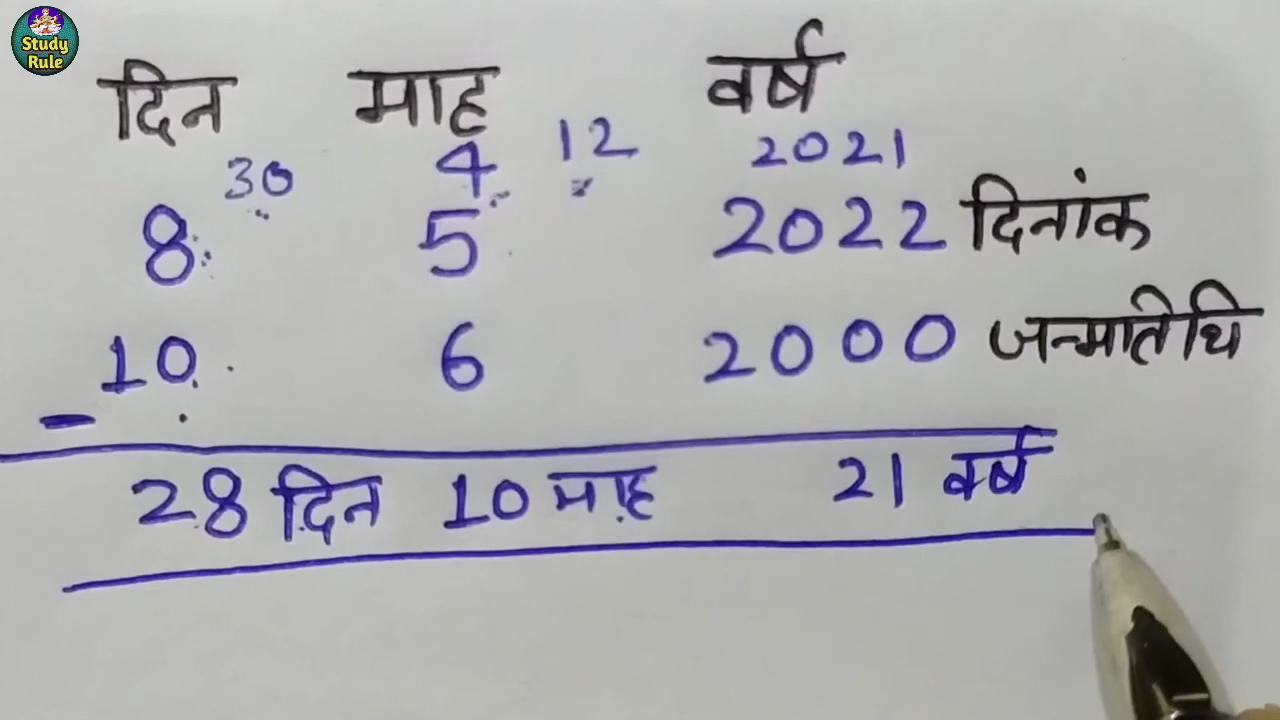 Study
Rule
दिन माह वर्ष
30 4 12 2021
8 5 2022 दिनांक
10 6 2000 जन्मतिथि
-
28 दिन 10 माह 21 वर्ष